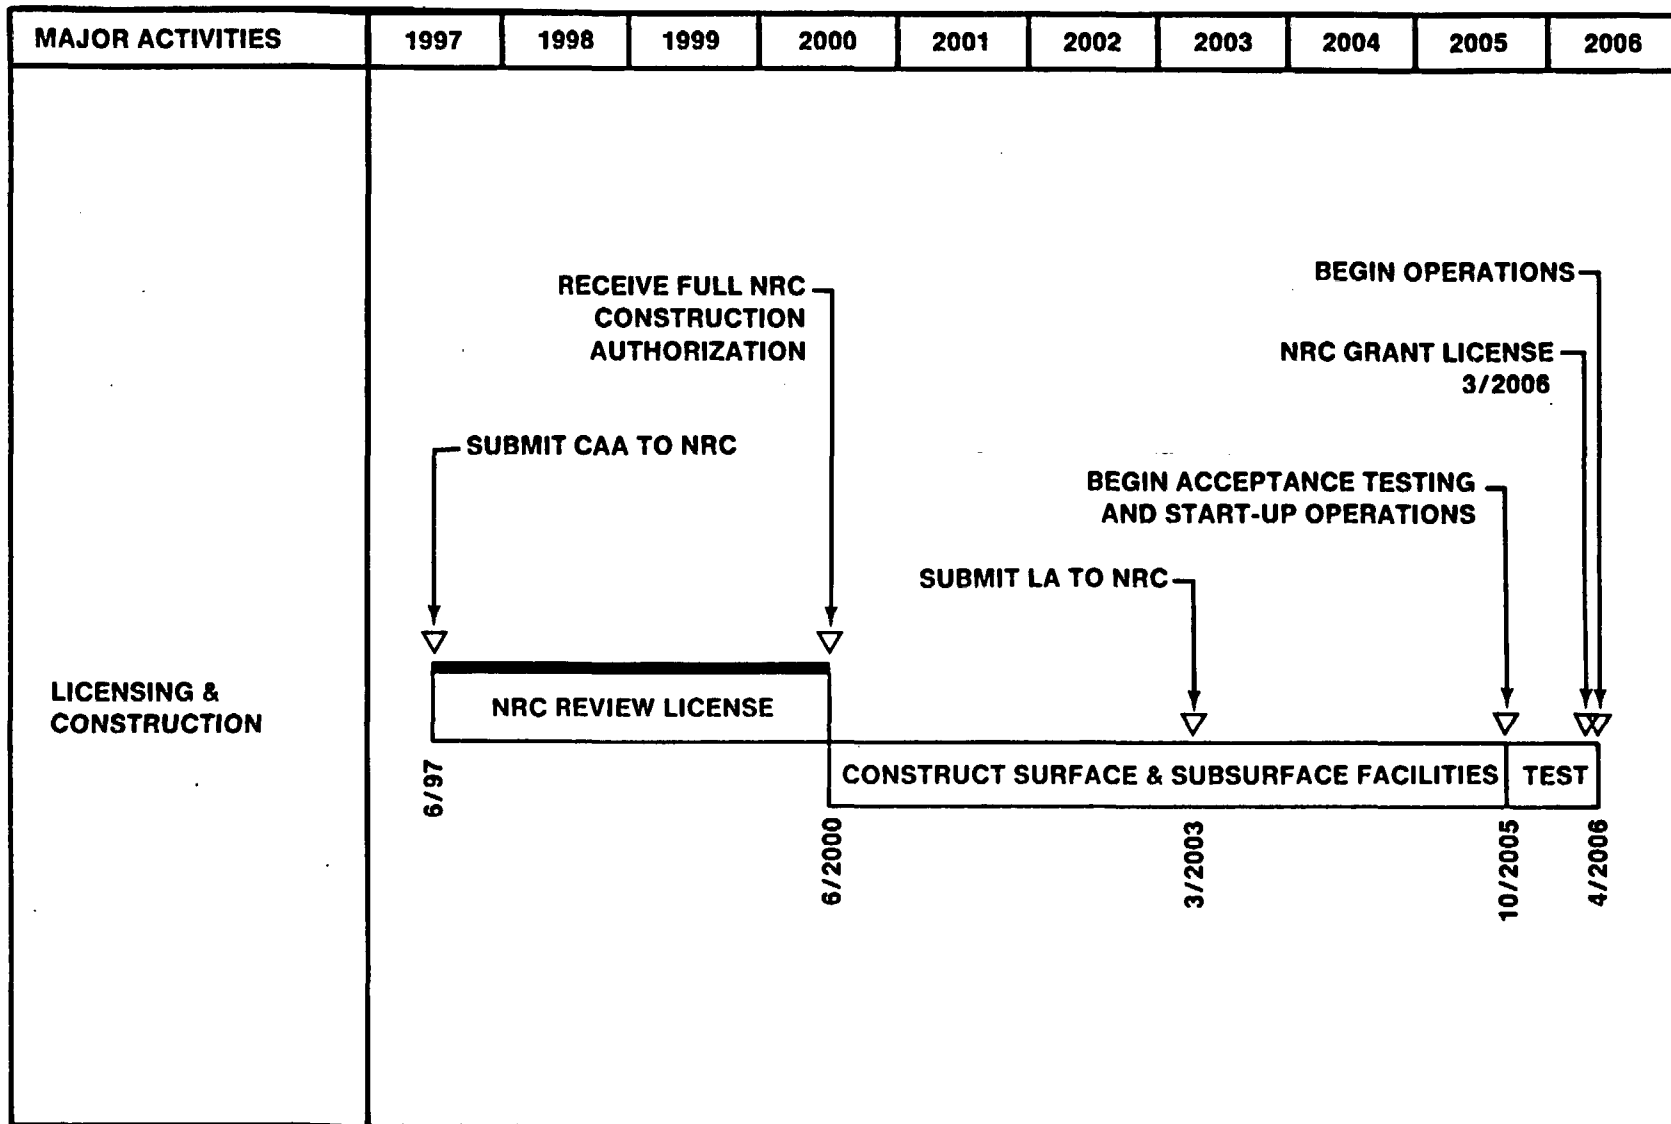 MAJOR ACTIVITIES 1997 1998 1999 2000 2001 2002 2003 2004 2005 2006
BEGIN OPERATIONS
RECEIVE FULL NRC
CONSTRUCTION
AUTHORIZATION
NRC GRANT LICENSE
3/2006
SUBMIT CAA TO NRC
BEGIN ACCEPTANCE TESTING
AND START-UP OPERATIONS
SUBMIT LA TO NRC
LICENSING &
CONSTRUCTION
NRC REVIEW LICENSE
CONSTRUCT SURFACE & SUBSURFACE FACILITIES TEST
6/97
6/2000
3/2003
10/2005
4/2006